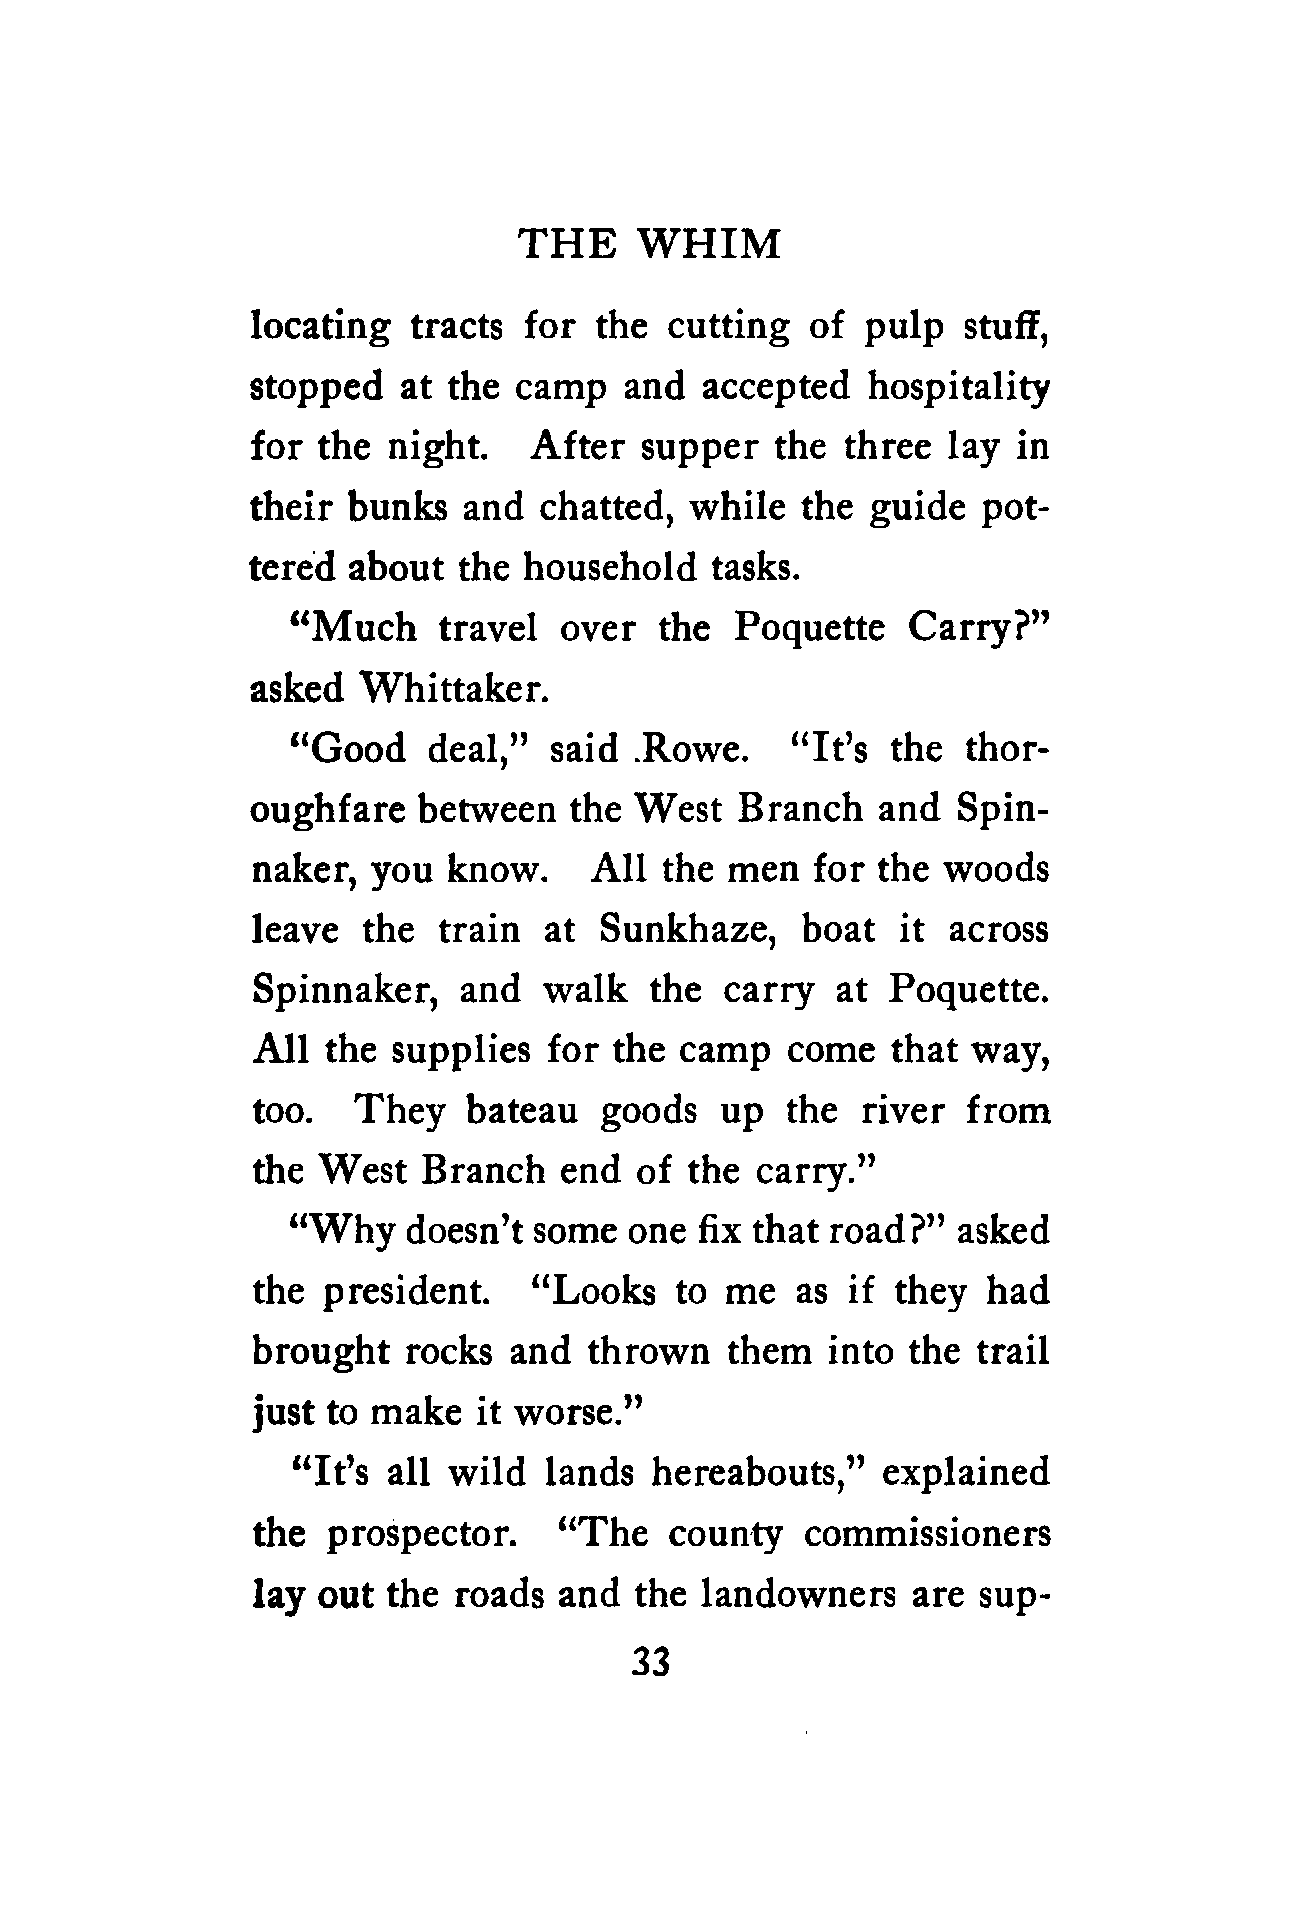 THE WHIM
locating tracts for the cutting of pulp stuff,
stopped at the camp and accepted hospitality
for the night. After supper the three lay in
their bunks and chatted, while the guide pot-
tered about the household tasks.
“Much travel over the Poquette Carry?”
asked Whittaker.
“Good deal,” said .Rowe. “It’s the thor-
oughfare between the West Branch and Spin-
naker, you know. All the men for the woods
leave the train at Sunkhaze, boat it across
Spinnaker, and walk the carry at Poquette.
All the supplies for the camp come that way,
too. They bateau goods up the river from
the West Branch end of the carry.”
“Why doesn’t some one fix that road?” asked
the president. “Looks to me as if they had
brought rocks and thrown them into the trail
just to make it worse.”
“It’s all wild lands hereabouts,” explained
the prospector. “The county commissioners
lay out the roads and the landowners are sup-
33